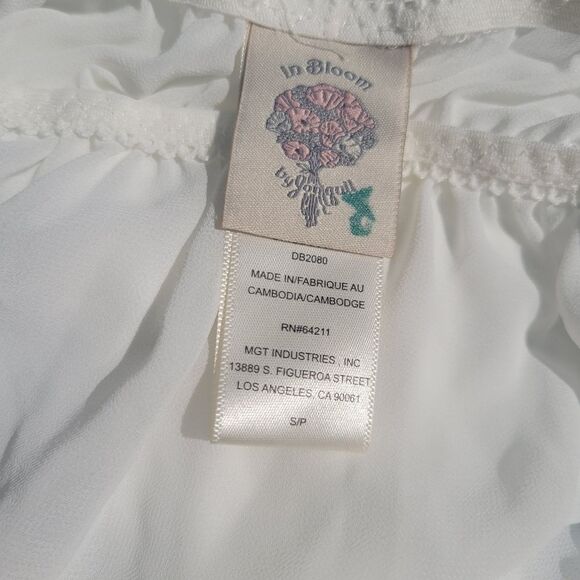 In Bloom
by Jonquil
DB2080
MADE IN/FABRIQUE AU
CAMBODIA/CAMBODGE
RN#64211
MGT INDUSTRIES, INC
13889 S. FIGUEROA STREET
LOS ANGELES, CA 90061
S/P